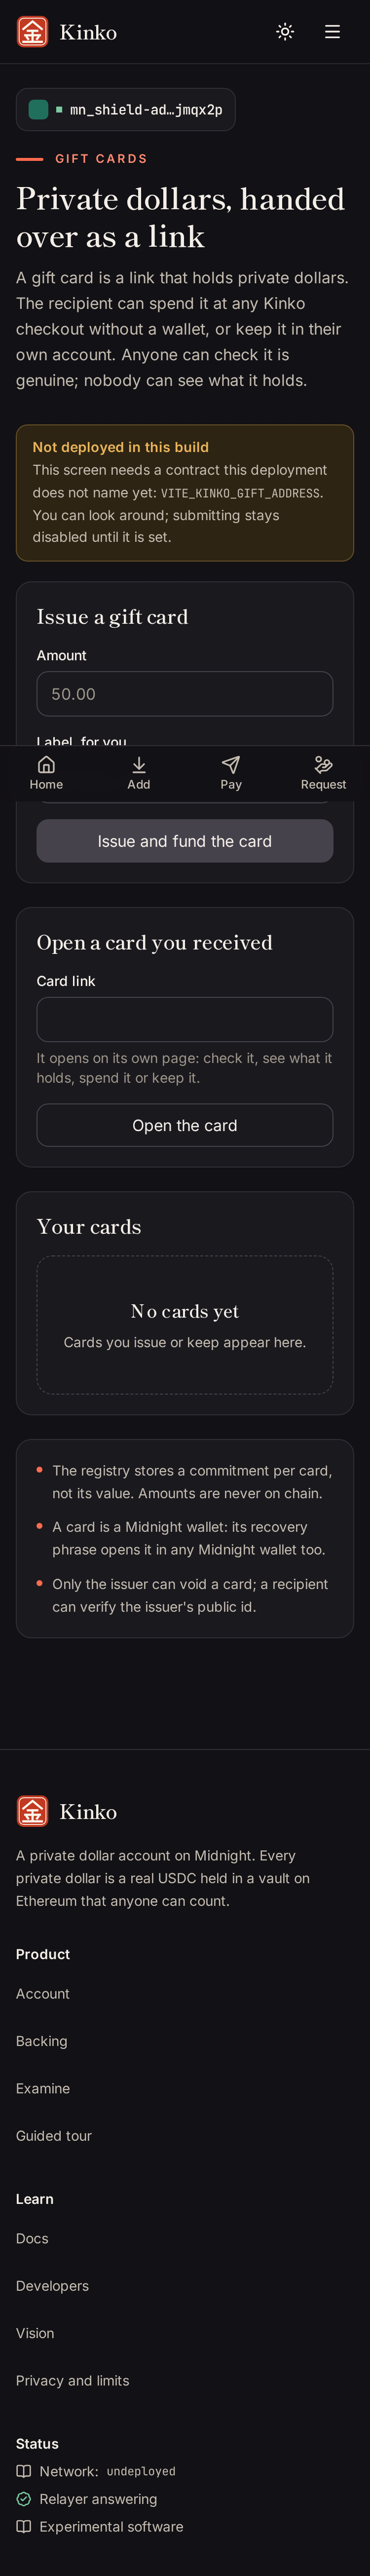 金 Kinko
mn_shield-ad…jmqx2p
GIFT CARDS
Private dollars, handed
over as a link
A gift card is a link that holds private dollars.
The recipient can spend it at any Kinko
checkout without a wallet, or keep it in their
own account. Anyone can check it is
genuine; nobody can see what it holds.
Not deployed in this build
This screen needs a contract this deployment
does not name yet: VITE_KINKO_GIFT_ADDRESS.
You can look around; submitting stays
disabled until it is set.
Issue a gift card
Amount
50.00
Label, for you
Home Add Pay Request
Issue and fund the card
Open a card you received
Card link
It opens on its own page: check it, see what it
holds, spend it or keep it.
Open the card
Your cards
No cards yet
Cards you issue or keep appear here.
The registry stores a commitment per card,
not its value. Amounts are never on chain.
A card is a Midnight wallet: its recovery
phrase opens it in any Midnight wallet too.
Only the issuer can void a card; a recipient
can verify the issuer's public id.
金 Kinko
A private dollar account on Midnight. Every
private dollar is a real USDC held in a vault on
Ethereum that anyone can count.
Product
Account
Backing
Examine
Guided tour
Learn
Docs
Developers
Vision
Privacy and limits
Status
Network: undeployed
Relayer answering
Experimental software